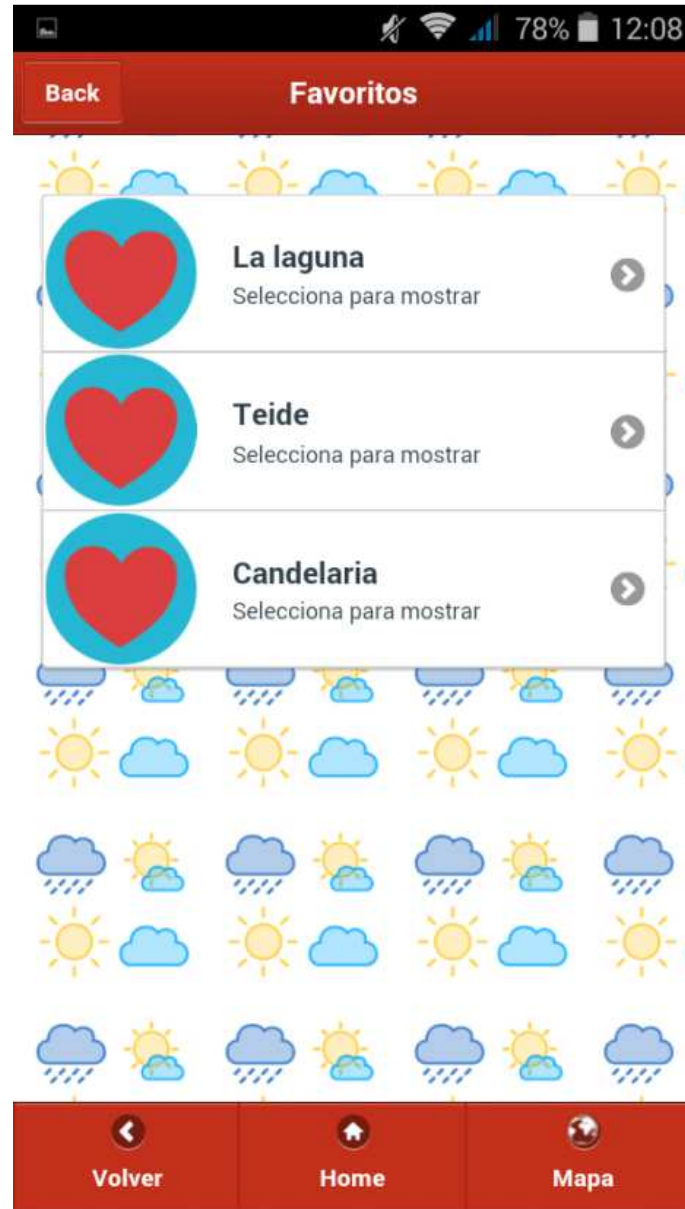 78% 12:08
Back Favoritos
La laguna
Selecciona para mostrar
Teide
Selecciona para mostrar
Candelaria
Selecciona para mostrar
Volver Home Mapa